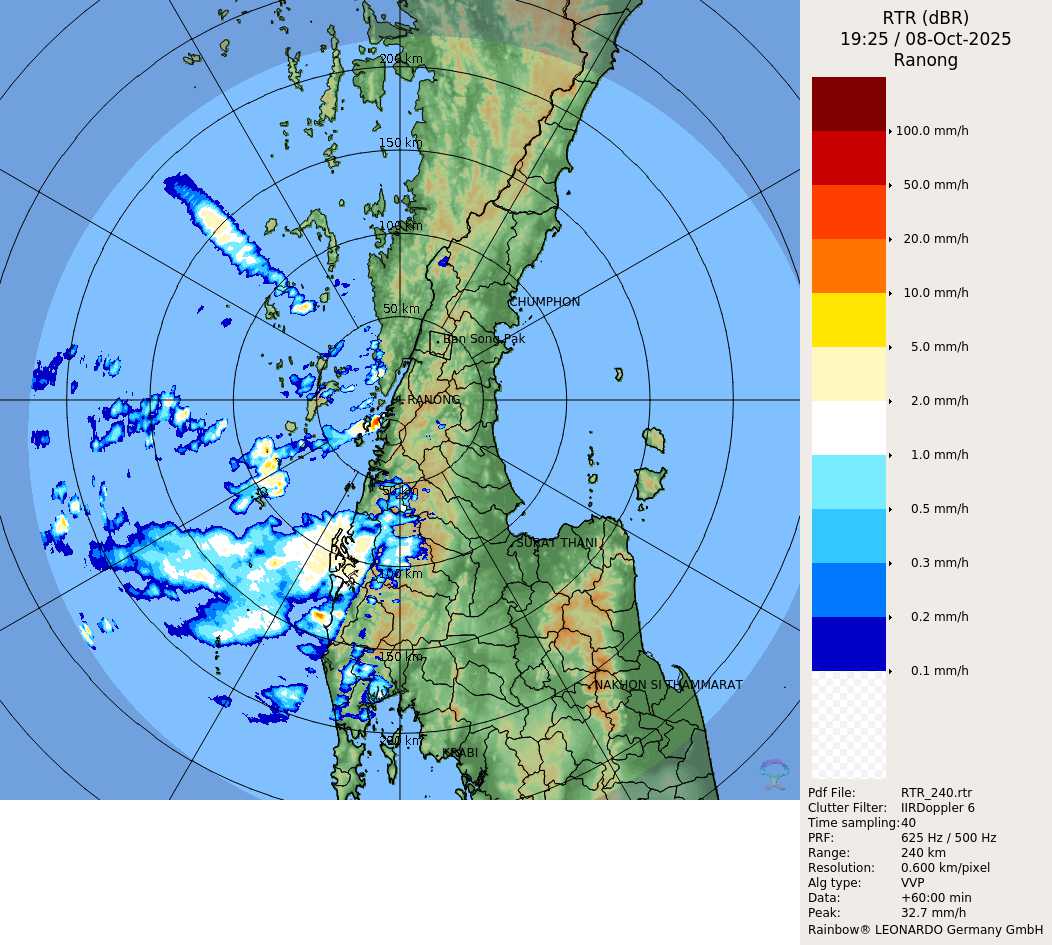 RTR (dBR)
19:25 / 08-Oct-2025
Ranong
100.0 mm/h
50.0 mm/h
20.0 mm/h
10.0 mm/h
5.0 mm/h
2.0 mm/h
1.0 mm/h
0.5 mm/h
0.3 mm/h
0.2 mm/h
0.1 mm/h
200 km
150 km
100 km
50 km
CHUMPHON
Ban Song Pak
RANONG
50 km
SURAT THANI
100 km
150 km
NAKHON SI THAMMARAT
200 km
KRABI
Pdf File: RTR_240.rtr
Clutter Filter: IIRDoppler 6
Time sampling:40
PRF: 625 Hz / 500 Hz
Range: 240 km
Resolution: 0.600 km/pixel
Alg type: VVP
Data: +60:00 min
Peak: 32.7 mm/h
Rainbow® LEONARDO Germany GmbH